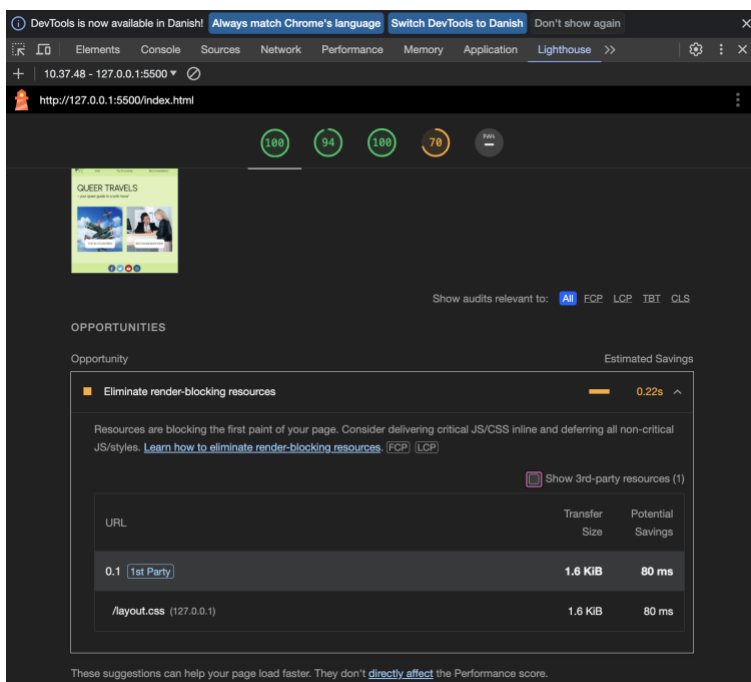 DevTools is now available in Danish! Always match Chrome's language Switch DevTools to Danish Don't show again
Elements Console Sources Network Performance Memory Application Lighthouse
10.37.48 - 127.0.0.1:5500
http://127.0.0.1:5500/index.html
100 94 100 70 PWA
QUEER TRAVELS
Show audits relevant to: All FCP LCP TBT CLS
OPPORTUNITIES
Opportunity Estimated Savings
Eliminate render-blocking resources 0.22s
Resources are blocking the first paint of your page. Consider delivering critical JS/CSS inline and deferring all non-critical
JS/styles. Learn how to eliminate render-blocking resources. FCP LCP
Show 3rd-party resources (1)
URL Transfer Size Potential Savings
0.1 1st Party 1.6 KiB 80 ms
/layout.css (127.0.0.1) 1.6 KiB 80 ms
These suggestions can help your page load faster. They don't directly affect the Performance score.